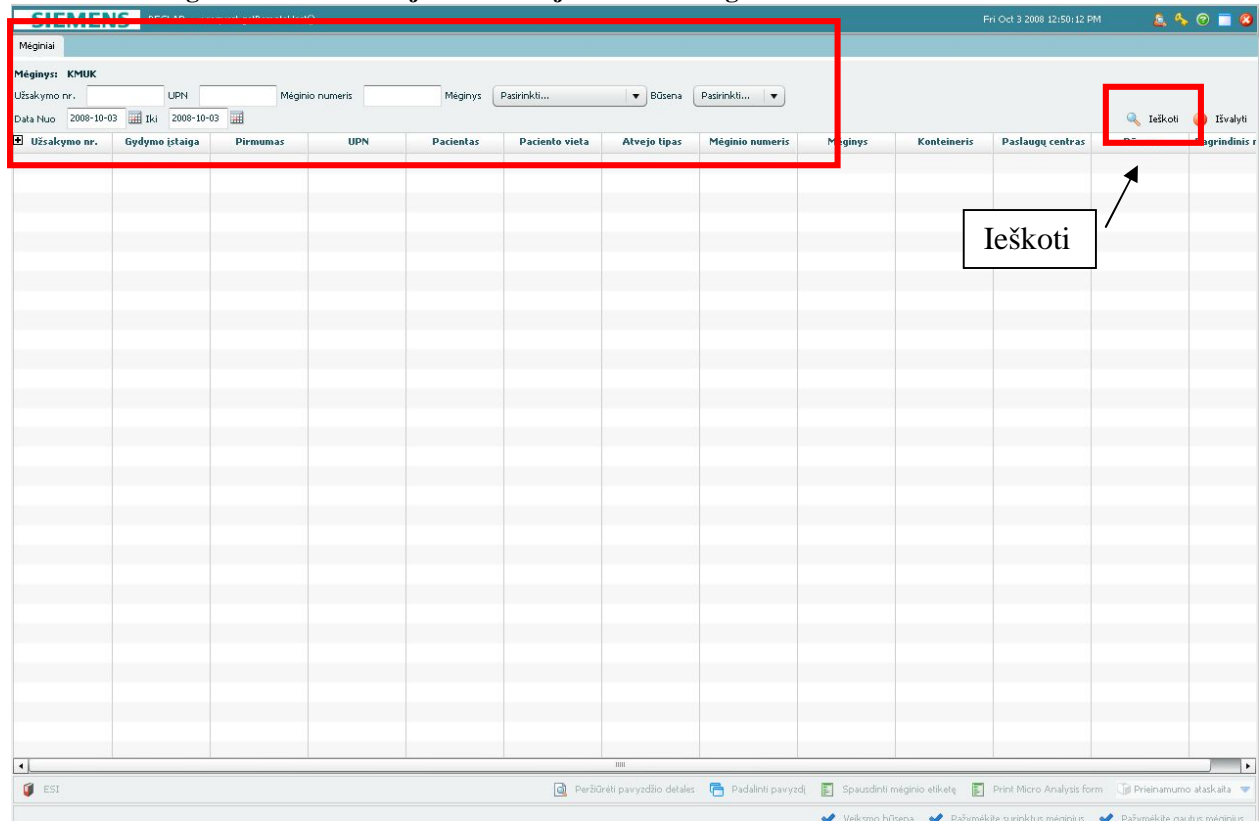 SIEMENS
Fri Oct 3 2008 12:50:12 PM
Mėginiai
Mėginys: KMUK
Užsakymo nr. UPN Mėginio numeris Mėginys Pasirinkti... Būsena Pasirinkti...
Data Nuo 2008-10-03 Iki 2008-10-03 Ieškoti Išvalyti
Užsakymo nr. Gydymo įstaiga Pirmumas UPN Pacientas Paciento vieta Atvejo tipas Mėginio numeris Mėginys Konteineris Paslaugų centras
Ieškoti
ESI Peržiūrėti pavyzdžio detales Padalinti pavyzdį Spausdinti mėginio etiketę Print Micro Analysis form Prieinamumo ataskaita
Veiksmo būsena Pažymėkite surinktus mėginius Pažymėkite gautus mėginius